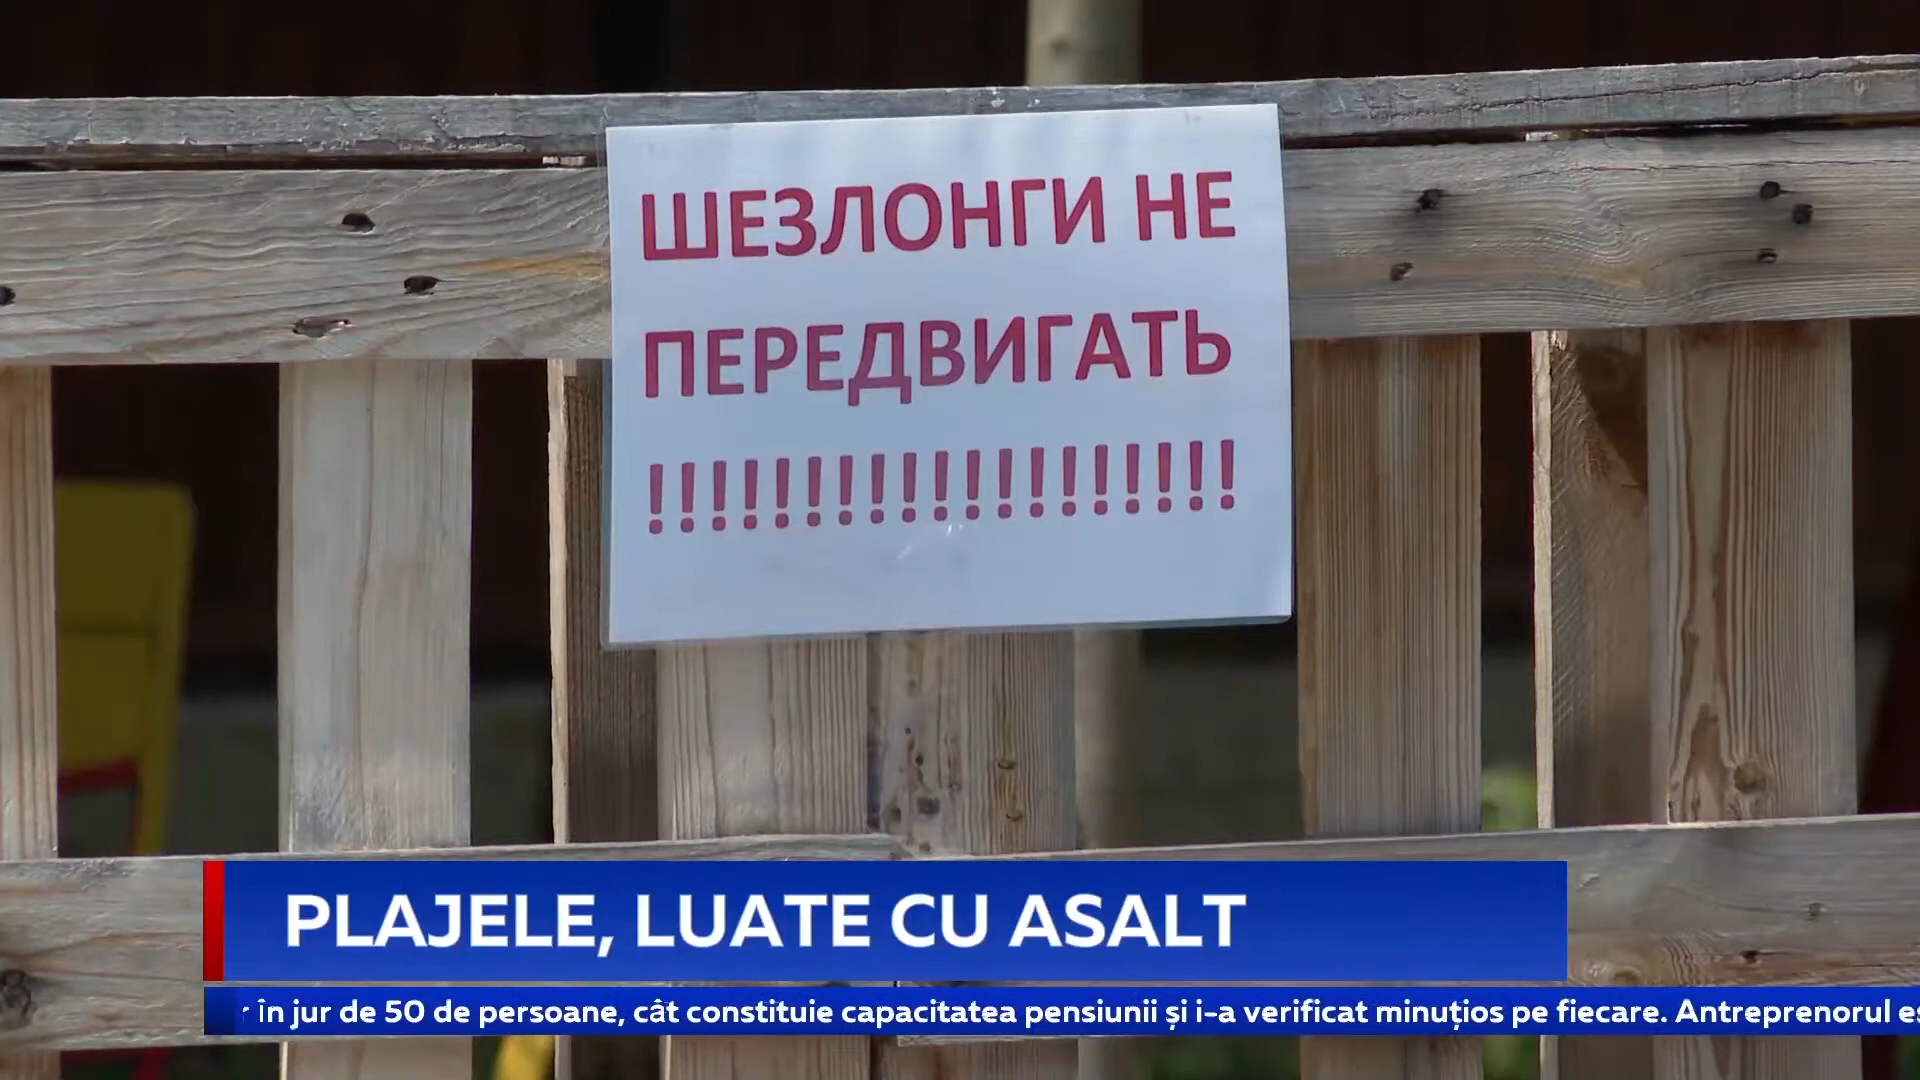 ШЕЗЛОНГИ НЕ
ПЕРЕДВИГАТЬ
!!!!!!!!!!!!!!!!!!!
PLAJELE, LUATE CU ASALT
în jur de 50 de persoane, cât constituie capacitatea pensiunii și i-a verificat minuțios pe fiecare. Antreprenorul